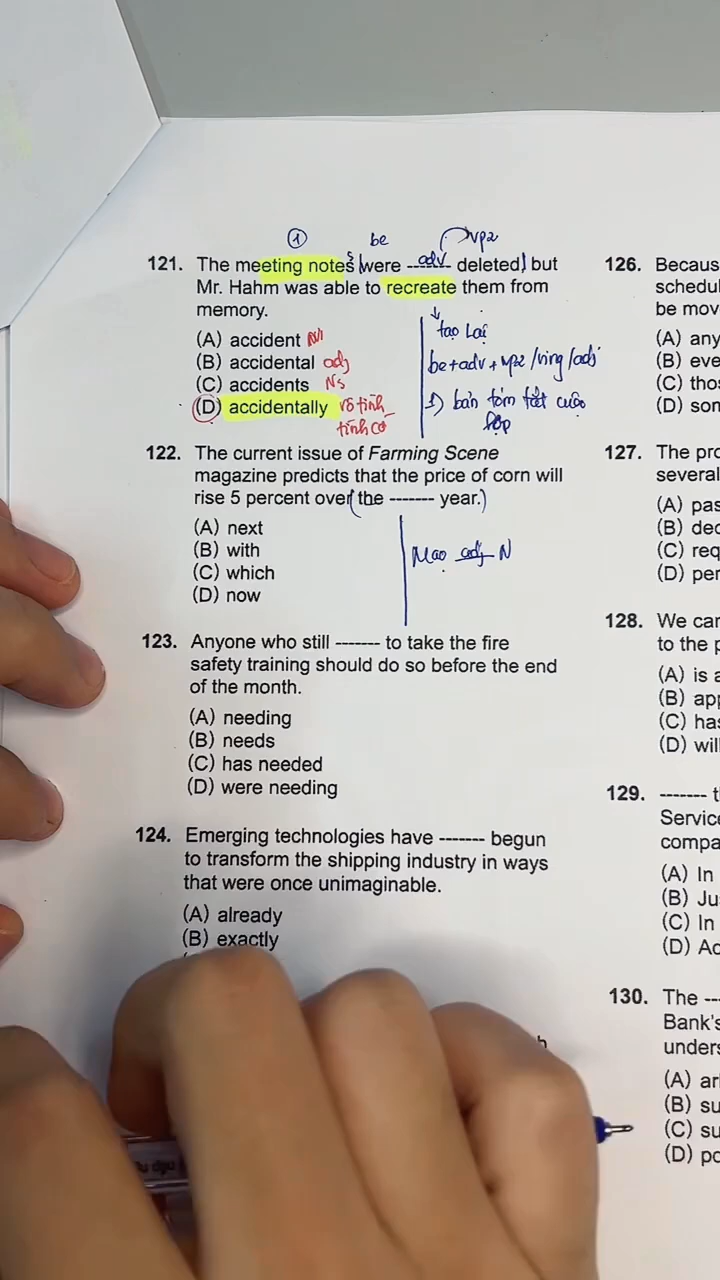 ① be adv Vp2
121. The meeting notes were ------- deleted, but
Mr. Hahm was able to recreate them from
memory.
tạo lại
(A) accident N1
(B) accidental adj
be + adv + Vp2 / Ving / adj
(C) accidents Ns
(D) accidentally vô tình_
tình cờ
1) bản tóm tắt cuộc
họp
122. The current issue of Farming Scene
magazine predicts that the price of corn will
rise 5 percent over (the ------- year.)
(A) next
(B) with
(C) which
(D) now
Mạo adj N
123. Anyone who still ------- to take the fire
safety training should do so before the end
of the month.
(A) needing
(B) needs
(C) has needed
(D) were needing
124. Emerging technologies have ------- begun
to transform the shipping industry in ways
that were once unimaginable.
(A) already
(B) exactly
126. Becaus
schedul
be mov
(A) any
(B) eve
(C) tho
(D) son
127. The pro
several
(A) pas
(B) dec
(C) req
(D) per
128. We car
to the p
(A) is a
(B) app
(C) ha
(D) wil
129. ------- t
Service
compa
(A) In
(B) Ju
(C) In
(D) Ac
130. The ---
Bank's
unders
(A) ar
(B) su
(C) su
(D) po